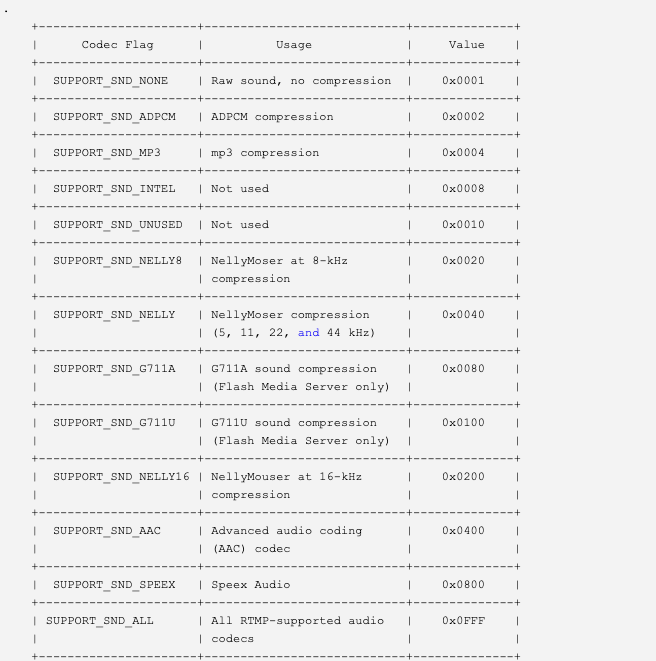 .
+--------------------+-----------------------------+--------------+
| Codec Flag | Usage | Value |
+--------------------+-----------------------------+--------------+
| SUPPORT_SND_NONE | Raw sound, no compression | 0x0001 |
+--------------------+-----------------------------+--------------+
| SUPPORT_SND_ADPCM | ADPCM compression | 0x0002 |
+--------------------+-----------------------------+--------------+
| SUPPORT_SND_MP3 | mp3 compression | 0x0004 |
+--------------------+-----------------------------+--------------+
| SUPPORT_SND_INTEL | Not used | 0x0008 |
+--------------------+-----------------------------+--------------+
| SUPPORT_SND_UNUSED | Not used | 0x0010 |
+--------------------+-----------------------------+--------------+
| SUPPORT_SND_NELLY8 | NellyMoser at 8-kHz | 0x0020 |
| | compression | |
+--------------------+-----------------------------+--------------+
| SUPPORT_SND_NELLY | NellyMoser compression | 0x0040 |
| | (5, 11, 22, and 44 kHz) | |
+--------------------+-----------------------------+--------------+
| SUPPORT_SND_G711A | G711A sound compression | 0x0080 |
| | (Flash Media Server only) | |
+--------------------+-----------------------------+--------------+
| SUPPORT_SND_G711U | G711U sound compression | 0x0100 |
| | (Flash Media Server only) | |
+--------------------+-----------------------------+--------------+
| SUPPORT_SND_NELLY16 | NellyMouser at 16-kHz | 0x0200 |
| | compression | |
+--------------------+-----------------------------+--------------+
| SUPPORT_SND_AAC | Advanced audio coding | 0x0400 |
| | (AAC) codec | |
+--------------------+-----------------------------+--------------+
| SUPPORT_SND_SPEEX | Speex Audio | 0x0800 |
+--------------------+-----------------------------+--------------+
| SUPPORT_SND_ALL | All RTMP-supported audio | 0x0FFF |
| | codecs | |
+--------------------+-----------------------------+--------------+